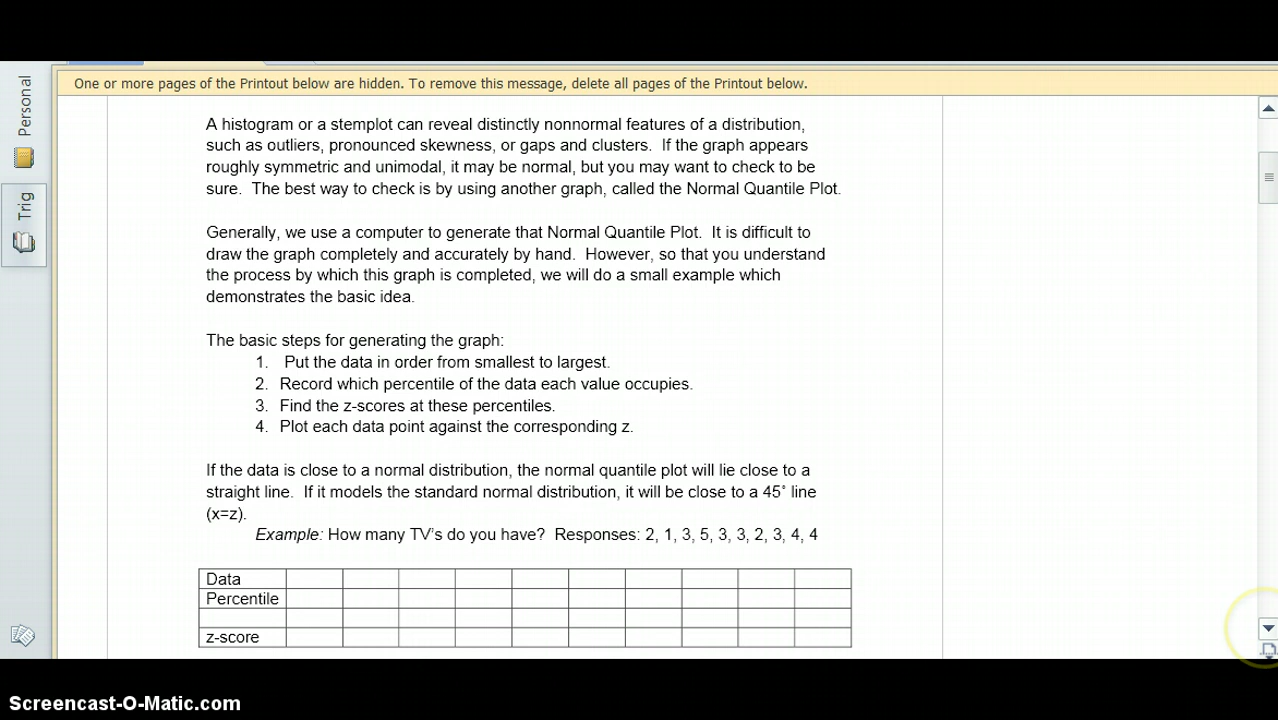 One or more pages of the Printout below are hidden. To remove this message, delete all pages of the Printout below.
Personal
Trig
A histogram or a stemplot can reveal distinctly nonnormal features of a distribution,
such as outliers, pronounced skewness, or gaps and clusters. If the graph appears
roughly symmetric and unimodal, it may be normal, but you may want to check to be
sure. The best way to check is by using another graph, called the Normal Quantile Plot.
Generally, we use a computer to generate that Normal Quantile Plot. It is difficult to
draw the graph completely and accurately by hand. However, so that you understand
the process by which this graph is completed, we will do a small example which
demonstrates the basic idea.
The basic steps for generating the graph:
1. Put the data in order from smallest to largest.
2. Record which percentile of the data each value occupies.
3. Find the z-scores at these percentiles.
4. Plot each data point against the corresponding z.
If the data is close to a normal distribution, the normal quantile plot will lie close to a
straight line. If it models the standard normal distribution, it will be close to a 45˚ line
(x=z).
Example: How many TV's do you have? Responses: 2, 1, 3, 5, 3, 3, 2, 3, 4, 4
Data
Percentile
z-score
Screencast-O-Matic.com